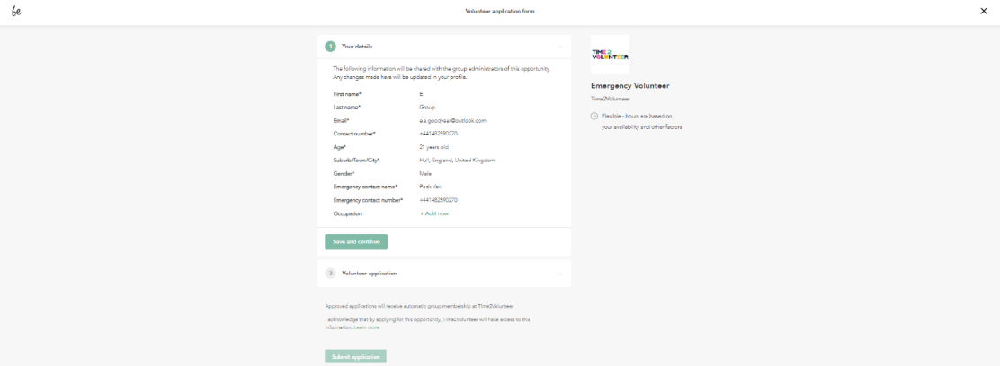 be
Volunteer application form
1 Your details
The following information will be shared with the group administrators of this opportunity.
Any changes made here will be updated in your profile.
First name* E
Last name* Group
Email* e.s.goodyear@outlook.com
Contact number* +441482590270
Age* 21 years old
Suburb/Town/City* Hull, England, United Kingdom
Gender* Male
Emergency contact name* Pock Vax
Emergency contact number* +441482590270
Occupation + Add now
Save and continue
2 Volunteer application
Approved applications will receive automatic group membership at Time2Volunteer
I acknowledge that by applying for this opportunity, Time2Volunteer will have access to this
information. Learn more
Submit application
TIME 2
VOLUNTEER
Emergency Volunteer
Time2Volunteer
Flexible - hours are based on
your availability and other factors